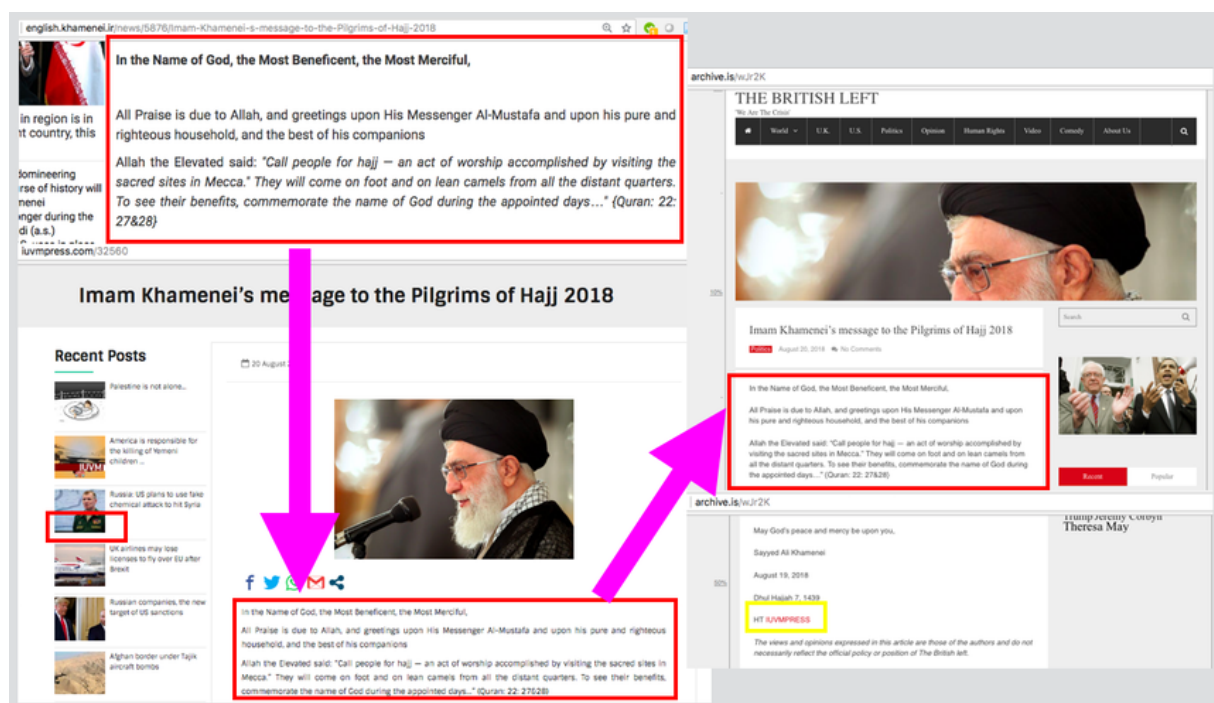 english.khamenei.ir/news/5876/Imam-Khamenei-s-message-to-the-Pilgrims-of-Hajj-2018
In the Name of God, the Most Beneficent, the Most Merciful,
All Praise is due to Allah, and greetings upon His Messenger Al-Mustafa and upon his pure and
righteous household, and the best of his companions
Allah the Elevated said: "Call people for hajj — an act of worship accomplished by visiting the
sacred sites in Mecca." They will come on foot and on lean camels from all the distant quarters.
To see their benefits, commemorate the name of God during the appointed days…" {Quran: 22:
27&28}
in region is in
nt country, this
domineering
rse of history will
menei
onger during the
di (a.s.)
iuvmpress.com/32560
Imam Khamenei's message to the Pilgrims of Hajj 2018
Recent Posts
Palestine is not alone…
America is responsible for
the killing of Yemeni
children ...
IUVM
Russia: US plans to use fake
chemical attack to hit Syria
UK airlines may lose
licenses to fly over EU after
Brexit
Russian companies, the new
target of US sanctions
Afghan border under Tajik
aircraft bombs
20 August
In the Name of God, the Most Beneficent, the Most Merciful,
All Praise is due to Allah, and greetings upon His Messenger Al-Mustafa and upon his pure and righteous
household, and the best of his companions
Allah the Elevated said: "Call people for hajj — an act of worship accomplished by visiting the sacred sites in
Mecca." They will come on foot and on lean camels from all the distant quarters. To see their benefits,
commemorate the name of God during the appointed days…" (Quran: 22: 27&28)
archive.is/wJr2K
THE BRITISH LEFT
'We Are The Crisis'
World U.K. U.S. Politics Opinion Human Rights Video Comedy About Us
Imam Khamenei's message to the Pilgrims of Hajj 2018
Politics August 20, 2018 No Comments
Search
In the Name of God, the Most Beneficent, the Most Merciful,
All Praise is due to Allah, and greetings upon His Messenger Al-Mustafa and upon
his pure and righteous household, and the best of his companions
Allah the Elevated said: "Call people for hajj — an act of worship accomplished by
visiting the sacred sites in Mecca." They will come on foot and on lean camels from
all the distant quarters. To see their benefits, commemorate the name of God during
the appointed days…" (Quran: 22: 27&28)
Recent Popular
archive.is/wJr2K
May God's peace and mercy be upon you,
Sayyed Ali Khamenei
August 19, 2018
Dhul Hajjah 7, 1439
HT IUVMPRESS
The views and opinions expressed in this article are those of the authors and do not
necessarily reflect the official policy or position of The British left.
Trump Jeremy Corbyn
Theresa May